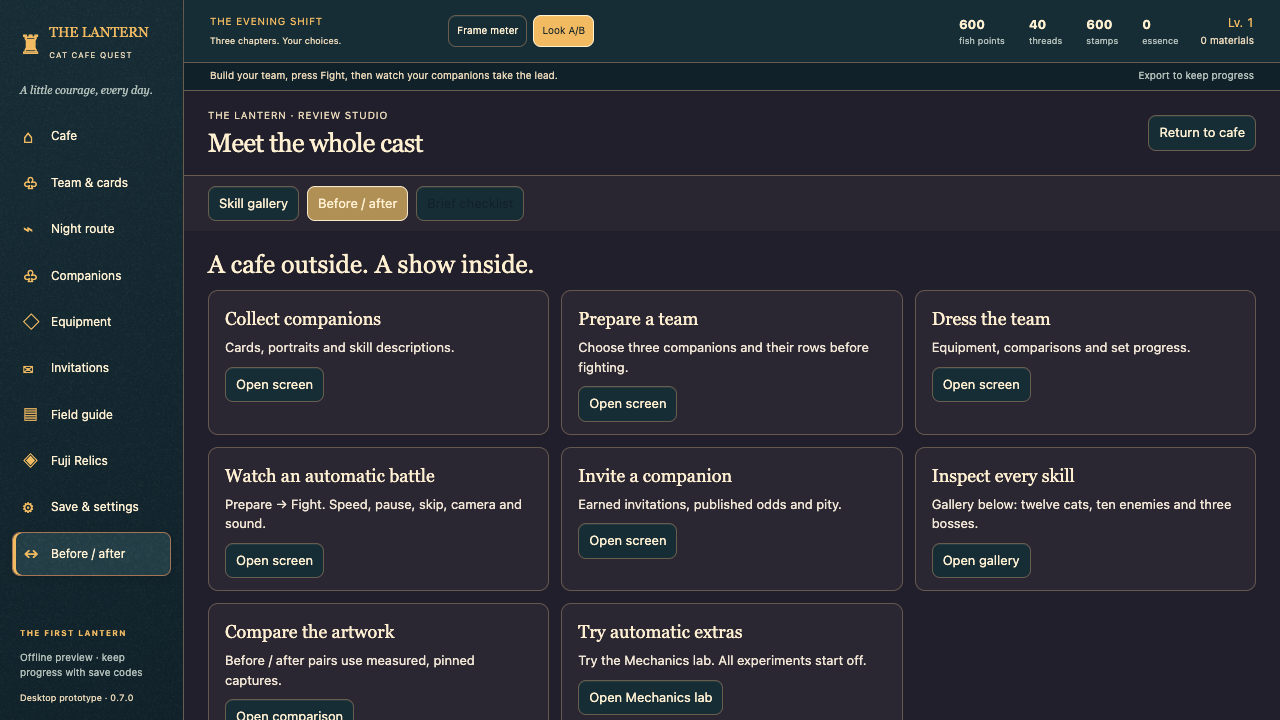 THE LANTERN
CAT CAFE QUEST
A little courage, every day.
Cafe
Team & cards
Night route
Companions
Equipment
Invitations
Field guide
Fuji Relics
Save & settings
Before / after
THE FIRST LANTERN
Offline preview · keep
progress with save codes
Desktop prototype · 0.7.0
THE EVENING SHIFT
Three chapters. Your choices.
Frame meter
Look A/B
600
fish points
40
threads
600
stamps
0
essence
Lv. 1
0 materials
Build your team, press Fight, then watch your companions take the lead.
Export to keep progress
THE LANTERN · REVIEW STUDIO
Meet the whole cast
Return to cafe
Skill gallery
Before / after
Brief checklist
A cafe outside. A show inside.
Collect companions
Cards, portraits and skill descriptions.
Open screen
Prepare a team
Choose three companions and their rows before
fighting.
Open screen
Dress the team
Equipment, comparisons and set progress.
Open screen
Watch an automatic battle
Prepare → Fight. Speed, pause, skip, camera and
sound.
Open screen
Invite a companion
Earned invitations, published odds and pity.
Open screen
Inspect every skill
Gallery below: twelve cats, ten enemies and three
bosses.
Open gallery
Compare the artwork
Before / after pairs use measured, pinned
captures.
Open comparison
Try automatic extras
Try the Mechanics lab. All experiments start off.
Open Mechanics lab